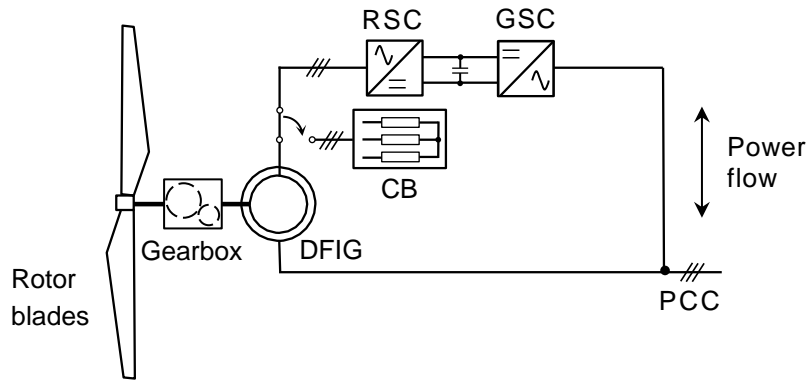 RSC
GSC
CB
Power
flow
Gearbox
DFIG
Rotor
blades
PCC